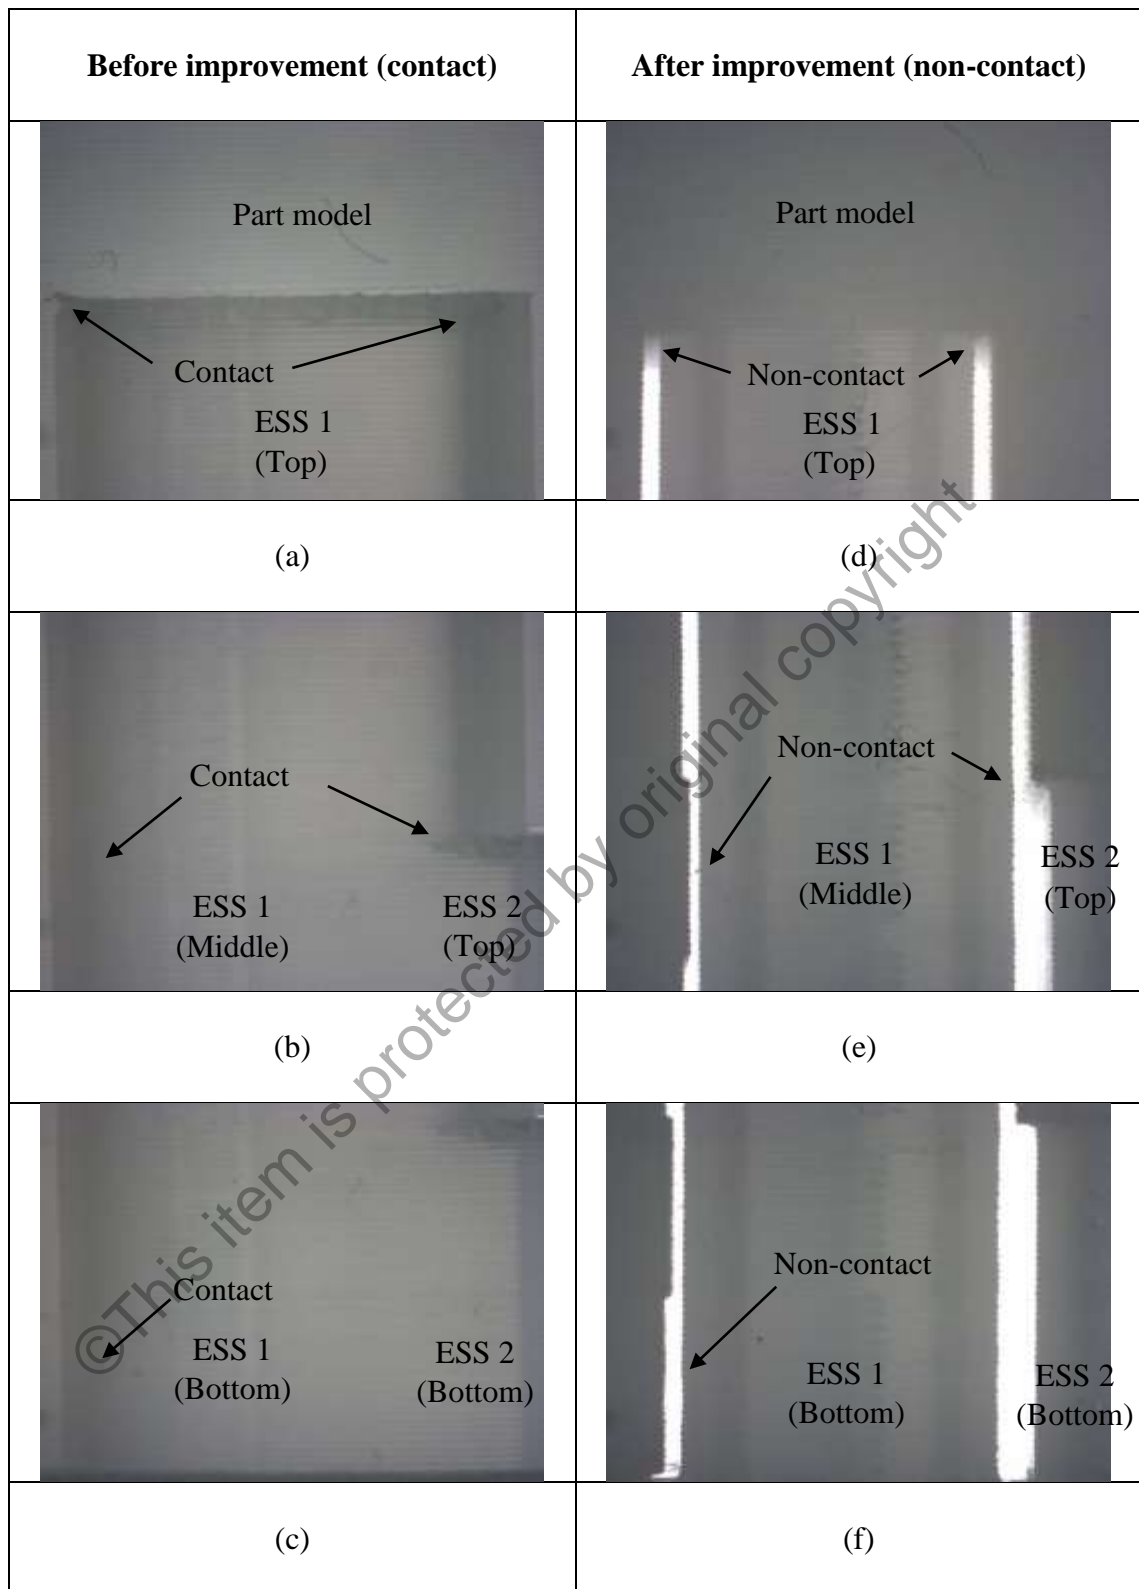 Before improvement (contact)
After improvement (non-contact)
Part model
Contact
ESS 1
(Top)
Part model
Non-contact
ESS 1
(Top)
(a)
(d)
Contact
ESS 1
(Middle)
ESS 2
(Top)
Non-contact
ESS 1
(Middle)
ESS 2
(Top)
(b)
(e)
Contact
ESS 1
(Bottom)
ESS 2
(Bottom)
Non-contact
ESS 1
(Bottom)
ESS 2
(Bottom)
(c)
(f)
©This item is protected by original copyright